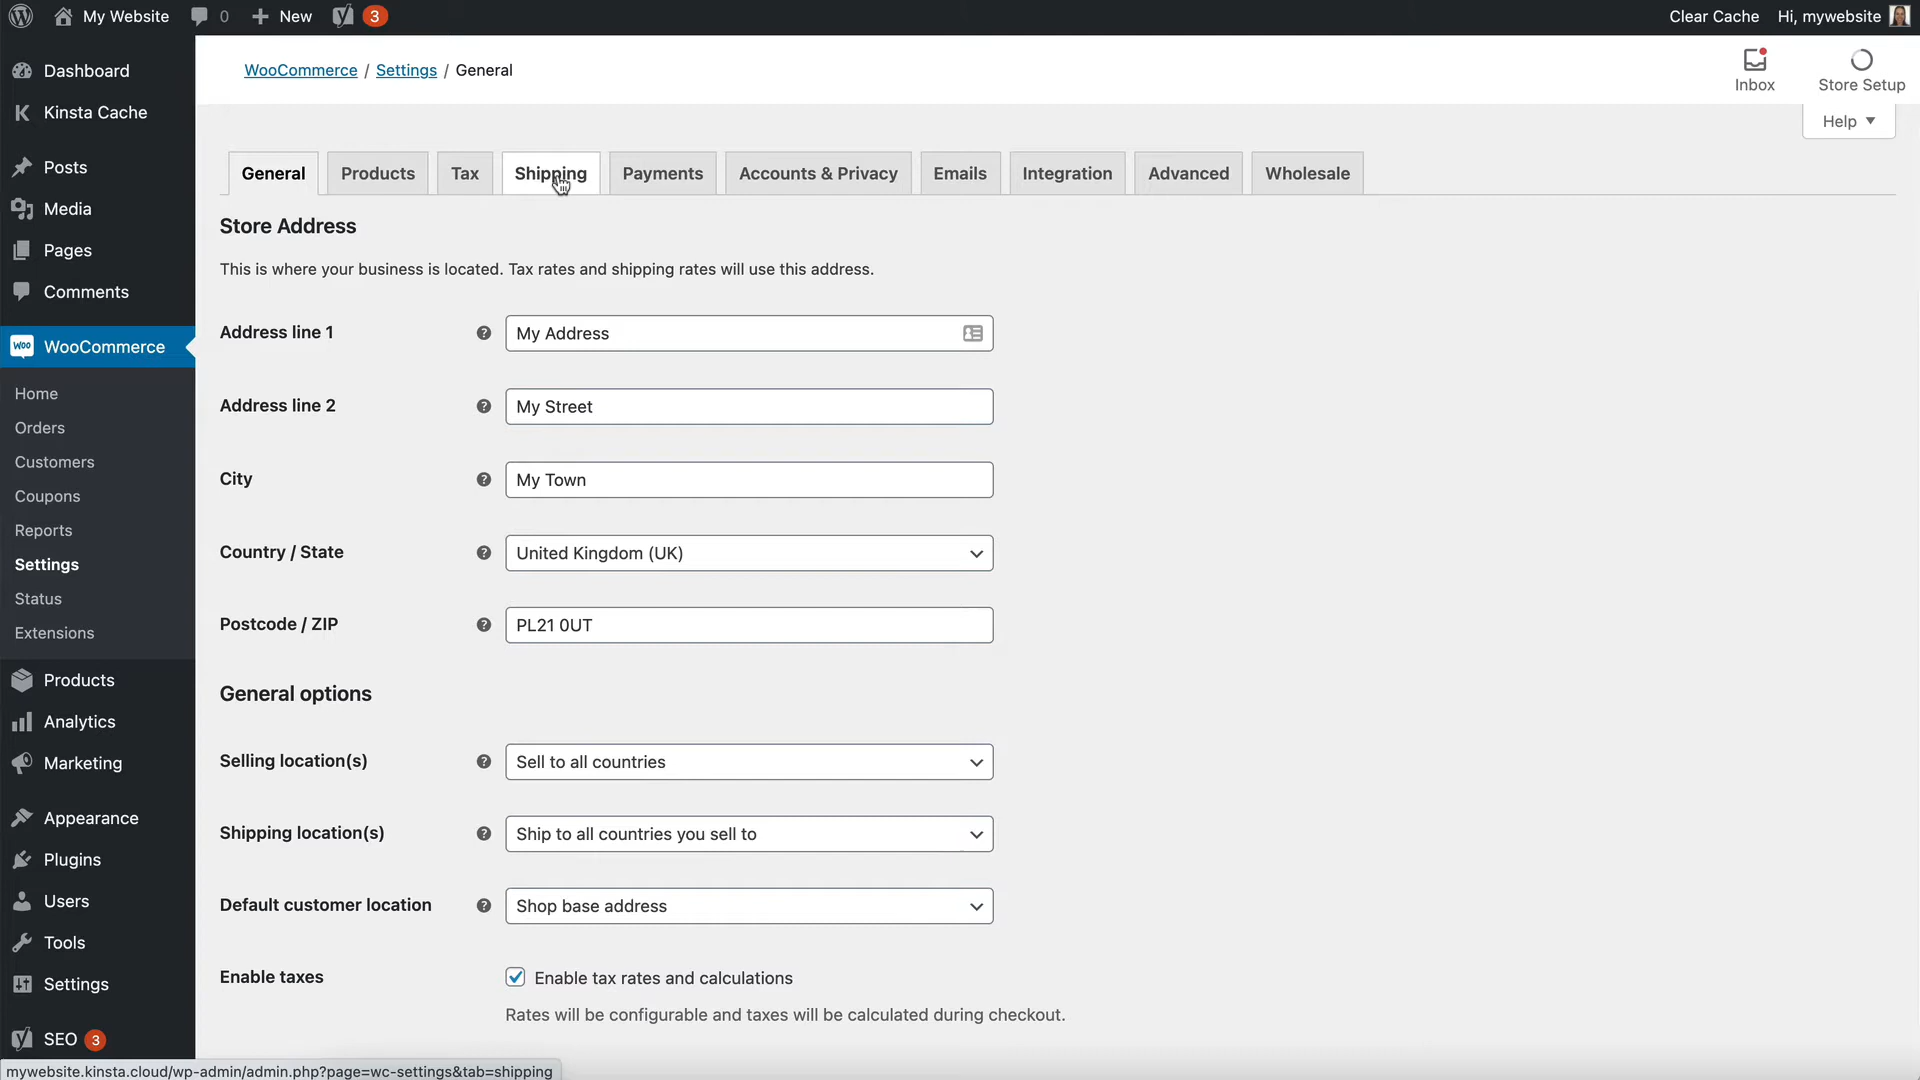 My Website 0 New 3 Clear Cache Hi, mywebsite
Dashboard
Kinsta Cache
Posts
Media
Pages
Comments
WOO WooCommerce
Home
Orders
Customers
Coupons
Reports
Settings
Status
Extensions
Products
Analytics
Marketing
Appearance
Plugins
Users
Tools
Settings
SEO 3
WooCommerce / Settings / General
Inbox
Store Setup
Help
General Products Tax Shipping Payments Accounts & Privacy Emails Integration Advanced Wholesale
Store Address
This is where your business is located. Tax rates and shipping rates will use this address.
Address line 1 My Address
Address line 2 My Street
City My Town
Country / State United Kingdom (UK)
Postcode / ZIP PL21 0UT
General options
Selling location(s) Sell to all countries
Shipping location(s) Ship to all countries you sell to
Default customer location Shop base address
Enable taxes Enable tax rates and calculations
Rates will be configurable and taxes will be calculated during checkout.
mywebsite.kinsta.cloud/wp-admin/admin.php?page=wc-settings&tab=shipping